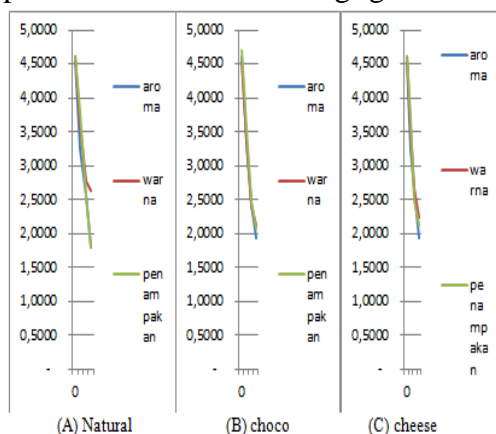 5,0000
4,5000
4,0000
3,5000
3,0000
2,5000
2,0000
1,5000
1,0000
0,5000
-
0
aro
ma
war
na
pen
am
pak
an
(A) Natural
5,0000
4,5000
4,0000
3,5000
3,0000
2,5000
2,0000
1,5000
1,0000
0,5000
-
0
aro
ma
war
na
pen
am
pak
an
(B) choco
5,0000
4,5000
4,0000
3,5000
3,0000
2,5000
2,0000
1,5000
1,0000
0,5000
-
0
aro
ma
wa
rna
pe
na
mp
aka
n
(C) cheese